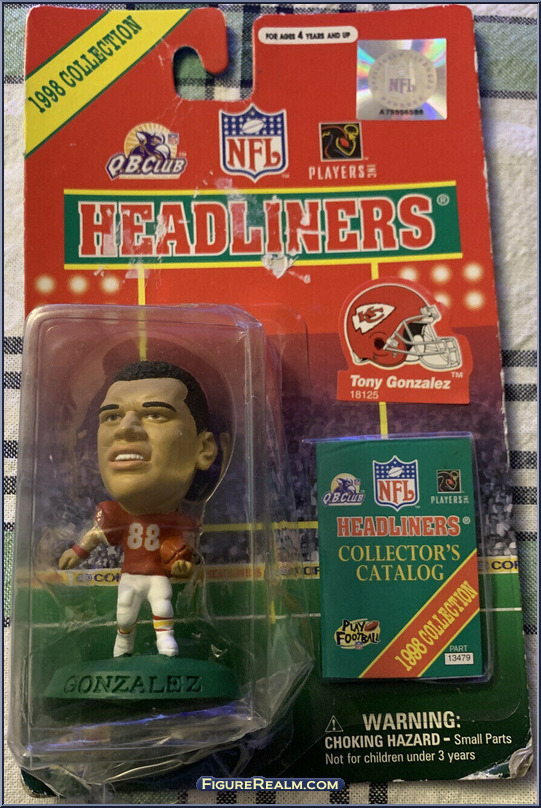 1998 COLLECTION
FOR AGES 4 YEARS AND UP
NFL
Q.B. CLUB
NFL
PLAYERS INC
HEADLINERS®
KC
Tony Gonzalez™
18125
88
GONZALEZ
Q.B. CLUB
NFL
PLAYERS INC
HEADLINERS®
COLLECTOR'S
CATALOG
1998 COLLECTION
PLAY
FOOTBALL
PART
13479
WARNING:
CHOKING HAZARD – Small Parts
Not for children under 3 years
FIGUREREALM.COM